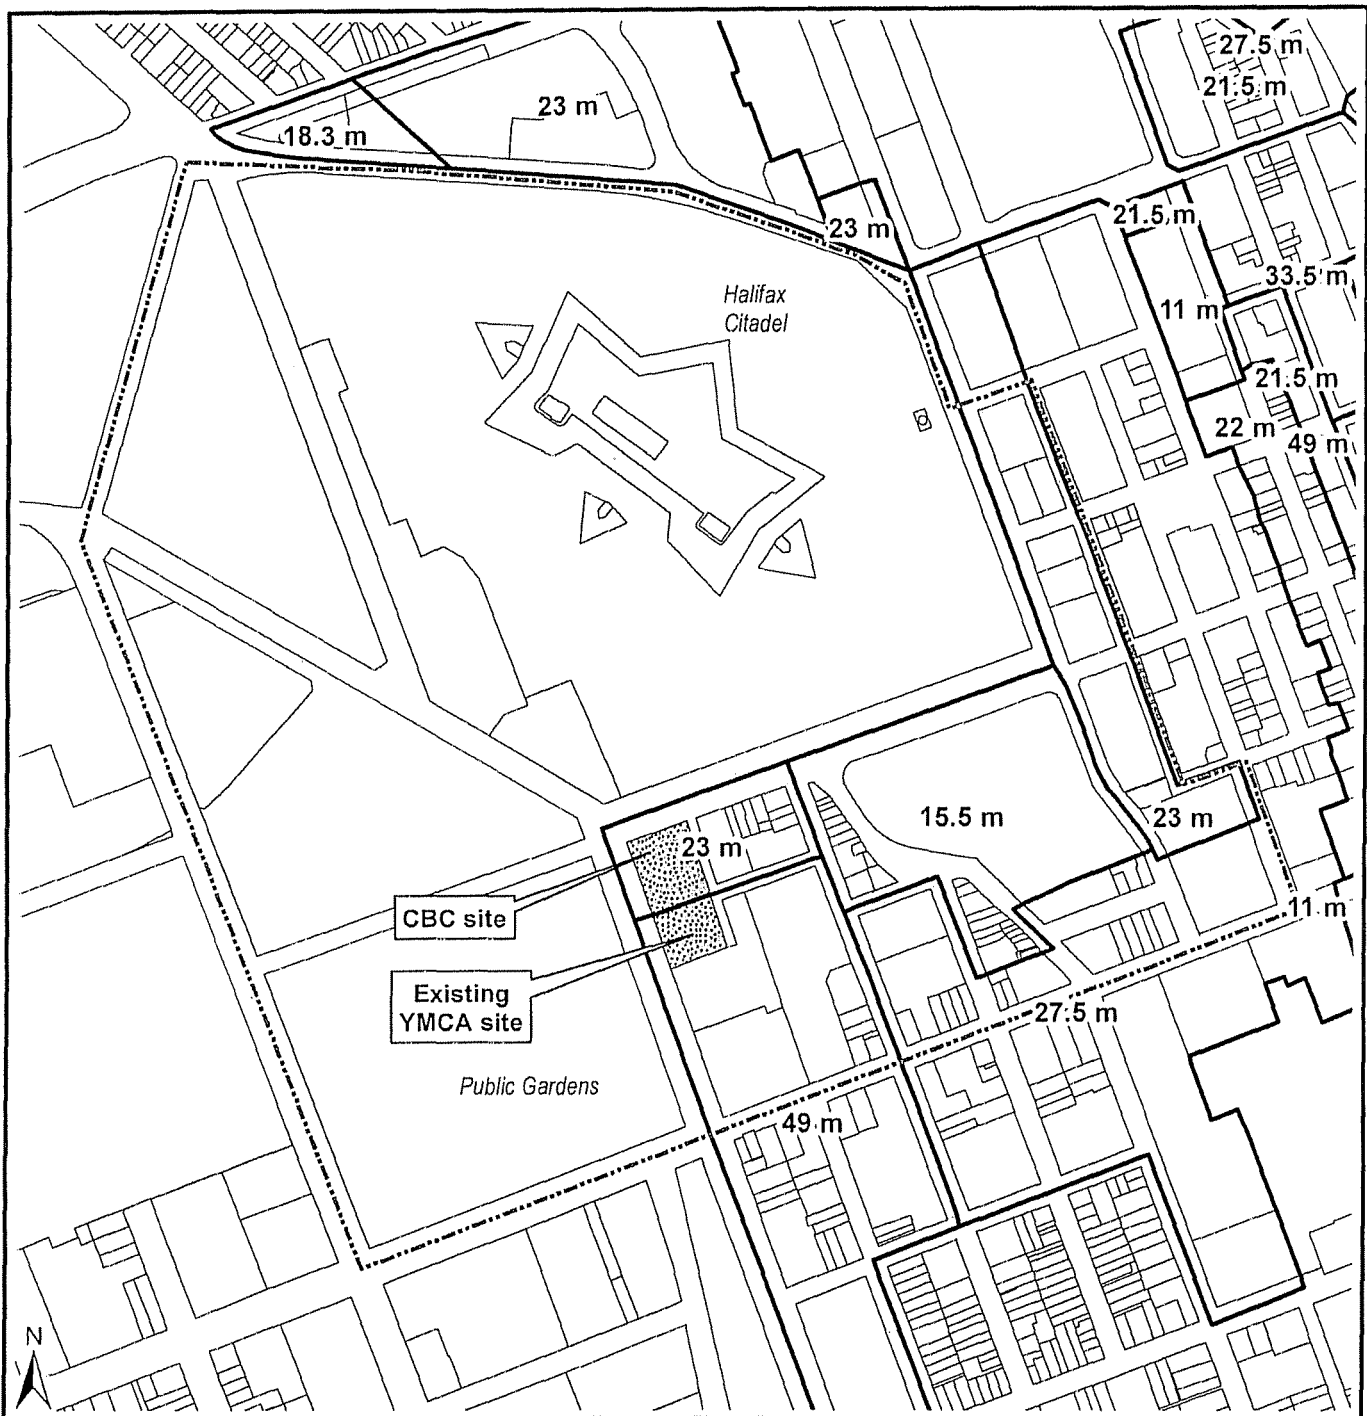 27.5 m
21.5 m
23 m
18.3 m
21.5 m
23 m
33.5 m
Halifax
Citadel
11 m
21.5 m
22 m
49 m
15.5 m
23 m
23 m
CBC site
11 m
Existing
YMCA site
27.5 m
Public Gardens
49 m
N